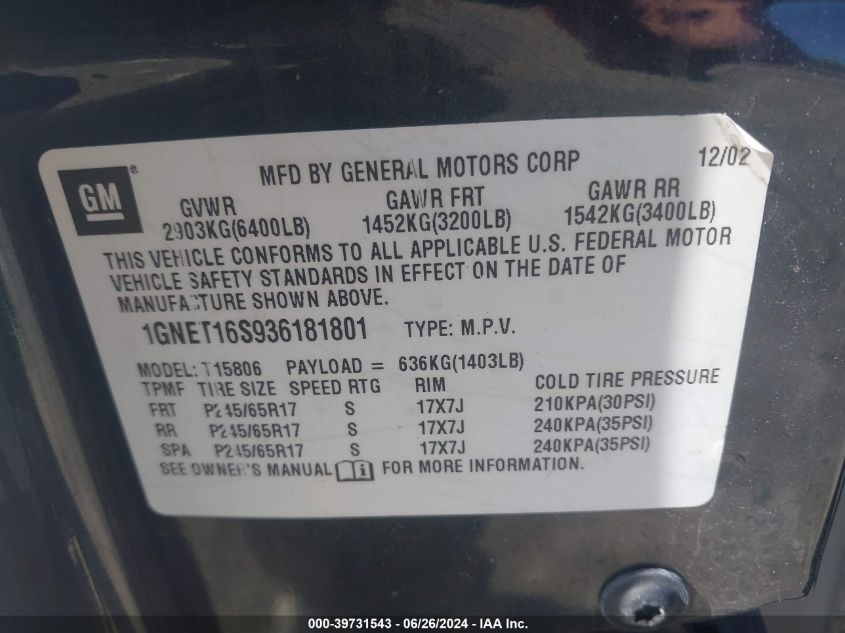 GM ®
MFD BY GENERAL MOTORS CORP 12/02
GVWR GAWR FRT GAWR RR
2903KG(6400LB) 1452KG(3200LB) 1542KG(3400LB)
THIS VEHICLE CONFORMS TO ALL APPLICABLE U.S. FEDERAL MOTOR
VEHICLE SAFETY STANDARDS IN EFFECT ON THE DATE OF
MANUFACTURE SHOWN ABOVE.
1GNET16S936181801 TYPE: M.P.V.
MODEL: T15806 PAYLOAD = 636KG(1403LB)
TPMF TIRE SIZE SPEED RTG RIM COLD TIRE PRESSURE
FRT P245/65R17 S 17X7J 210KPA(30PSI)
RR P245/65R17 S 17X7J 240KPA(35PSI)
SPA P245/65R17 S 17X7J 240KPA(35PSI)
SEE OWNER'S MANUAL FOR MORE INFORMATION.
000-39731543 - 06/26/2024 - IAA Inc.